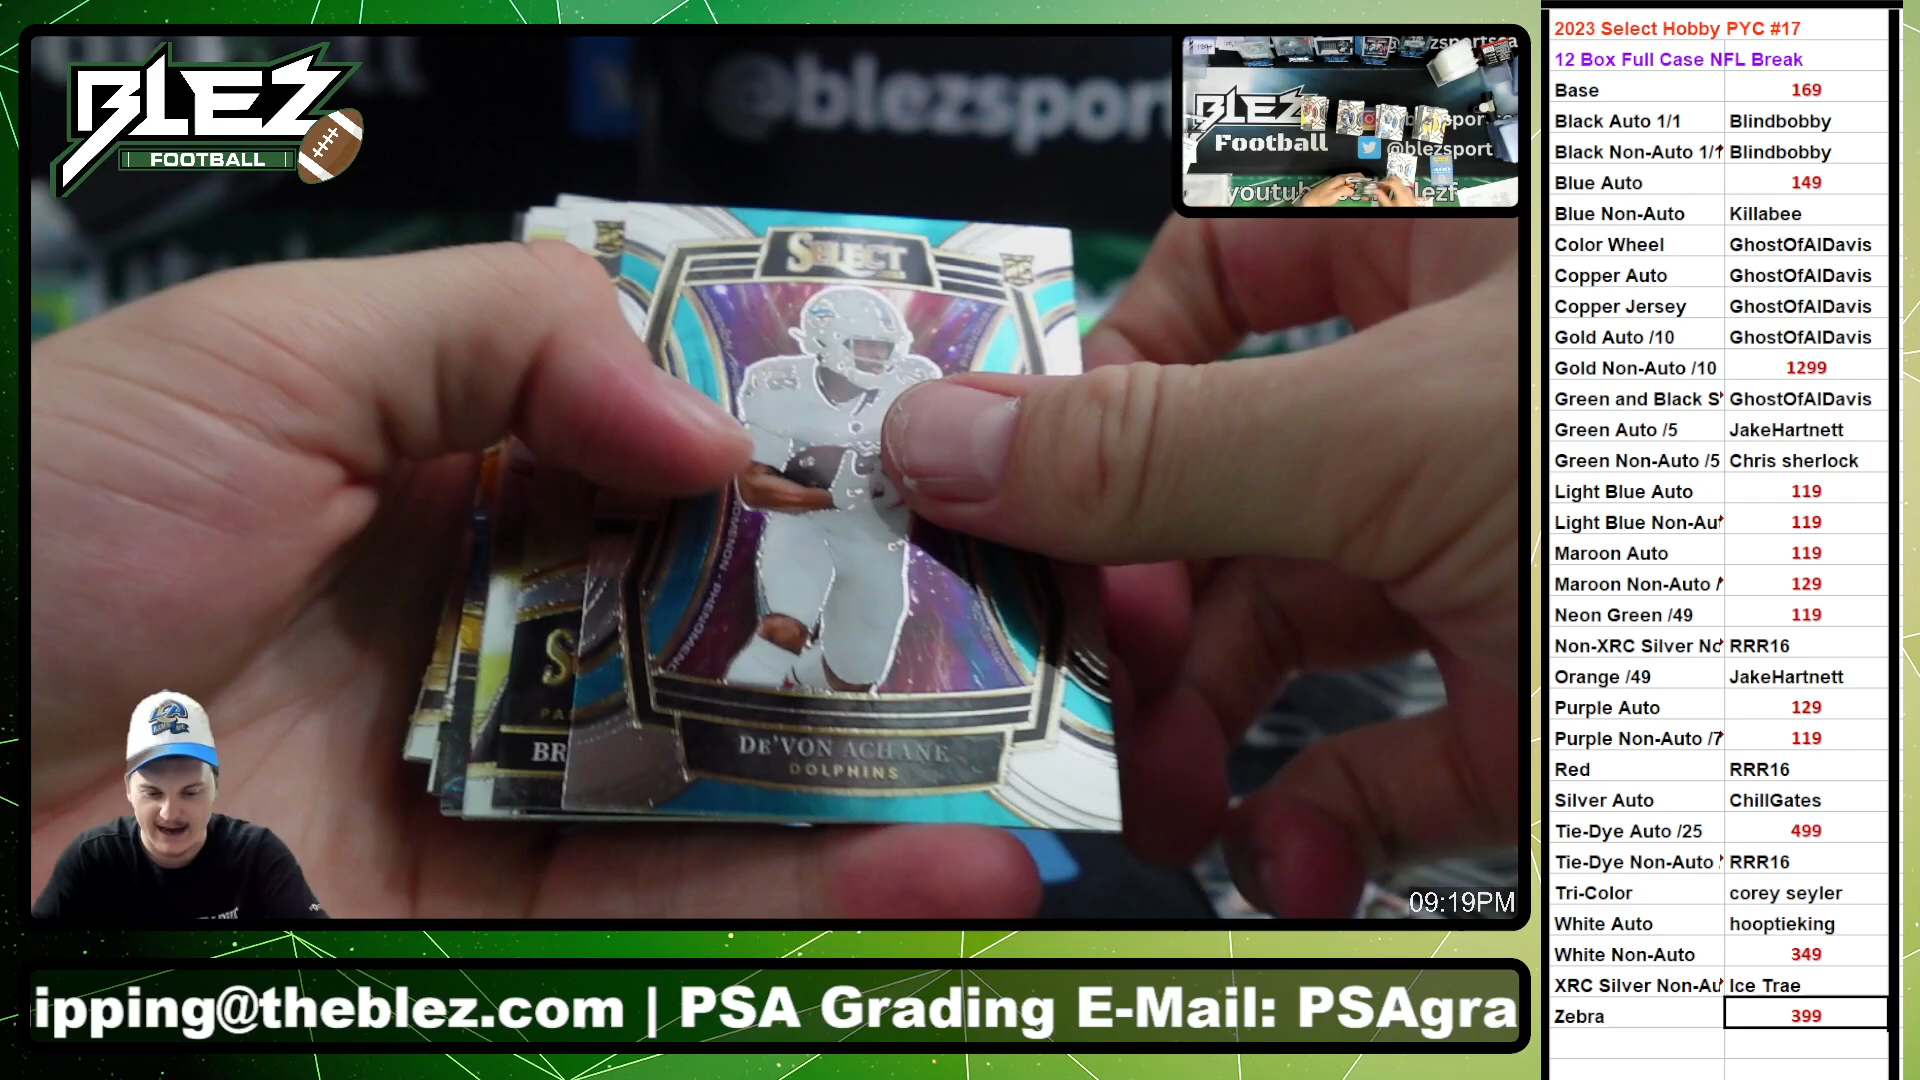 BLEZ
FOOTBALL
@blezspor
SELECT
DE'VON ACHANE
DOLPHINS
BR
09:19PM
BLEZ
Football
@blezsport
youtub
ipping@theblez.com | PSA Grading E-Mail: PSAgra
2023 Select Hobby PYC #17
12 Box Full Case NFL Break
Base 169
Black Auto 1/1 Blindbobby
Black Non-Auto 1/1 Blindbobby
Blue Auto 149
Blue Non-Auto Killabee
Color Wheel GhostOfAlDavis
Copper Auto GhostOfAlDavis
Copper Jersey GhostOfAlDavis
Gold Auto /10 GhostOfAlDavis
Gold Non-Auto /10 1299
Green and Black S GhostOfAlDavis
Green Auto /5 JakeHartnett
Green Non-Auto /5 Chris sherlock
Light Blue Auto 119
Light Blue Non-Au 119
Maroon Auto 119
Maroon Non-Auto / 129
Neon Green /49 119
Non-XRC Silver No RRR16
Orange /49 JakeHartnett
Purple Auto 129
Purple Non-Auto /7 119
Red RRR16
Silver Auto ChillGates
Tie-Dye Auto /25 499
Tie-Dye Non-Auto RRR16
Tri-Color corey seyler
White Auto hooptieking
White Non-Auto 349
XRC Silver Non-Au Ice Trae
Zebra 399